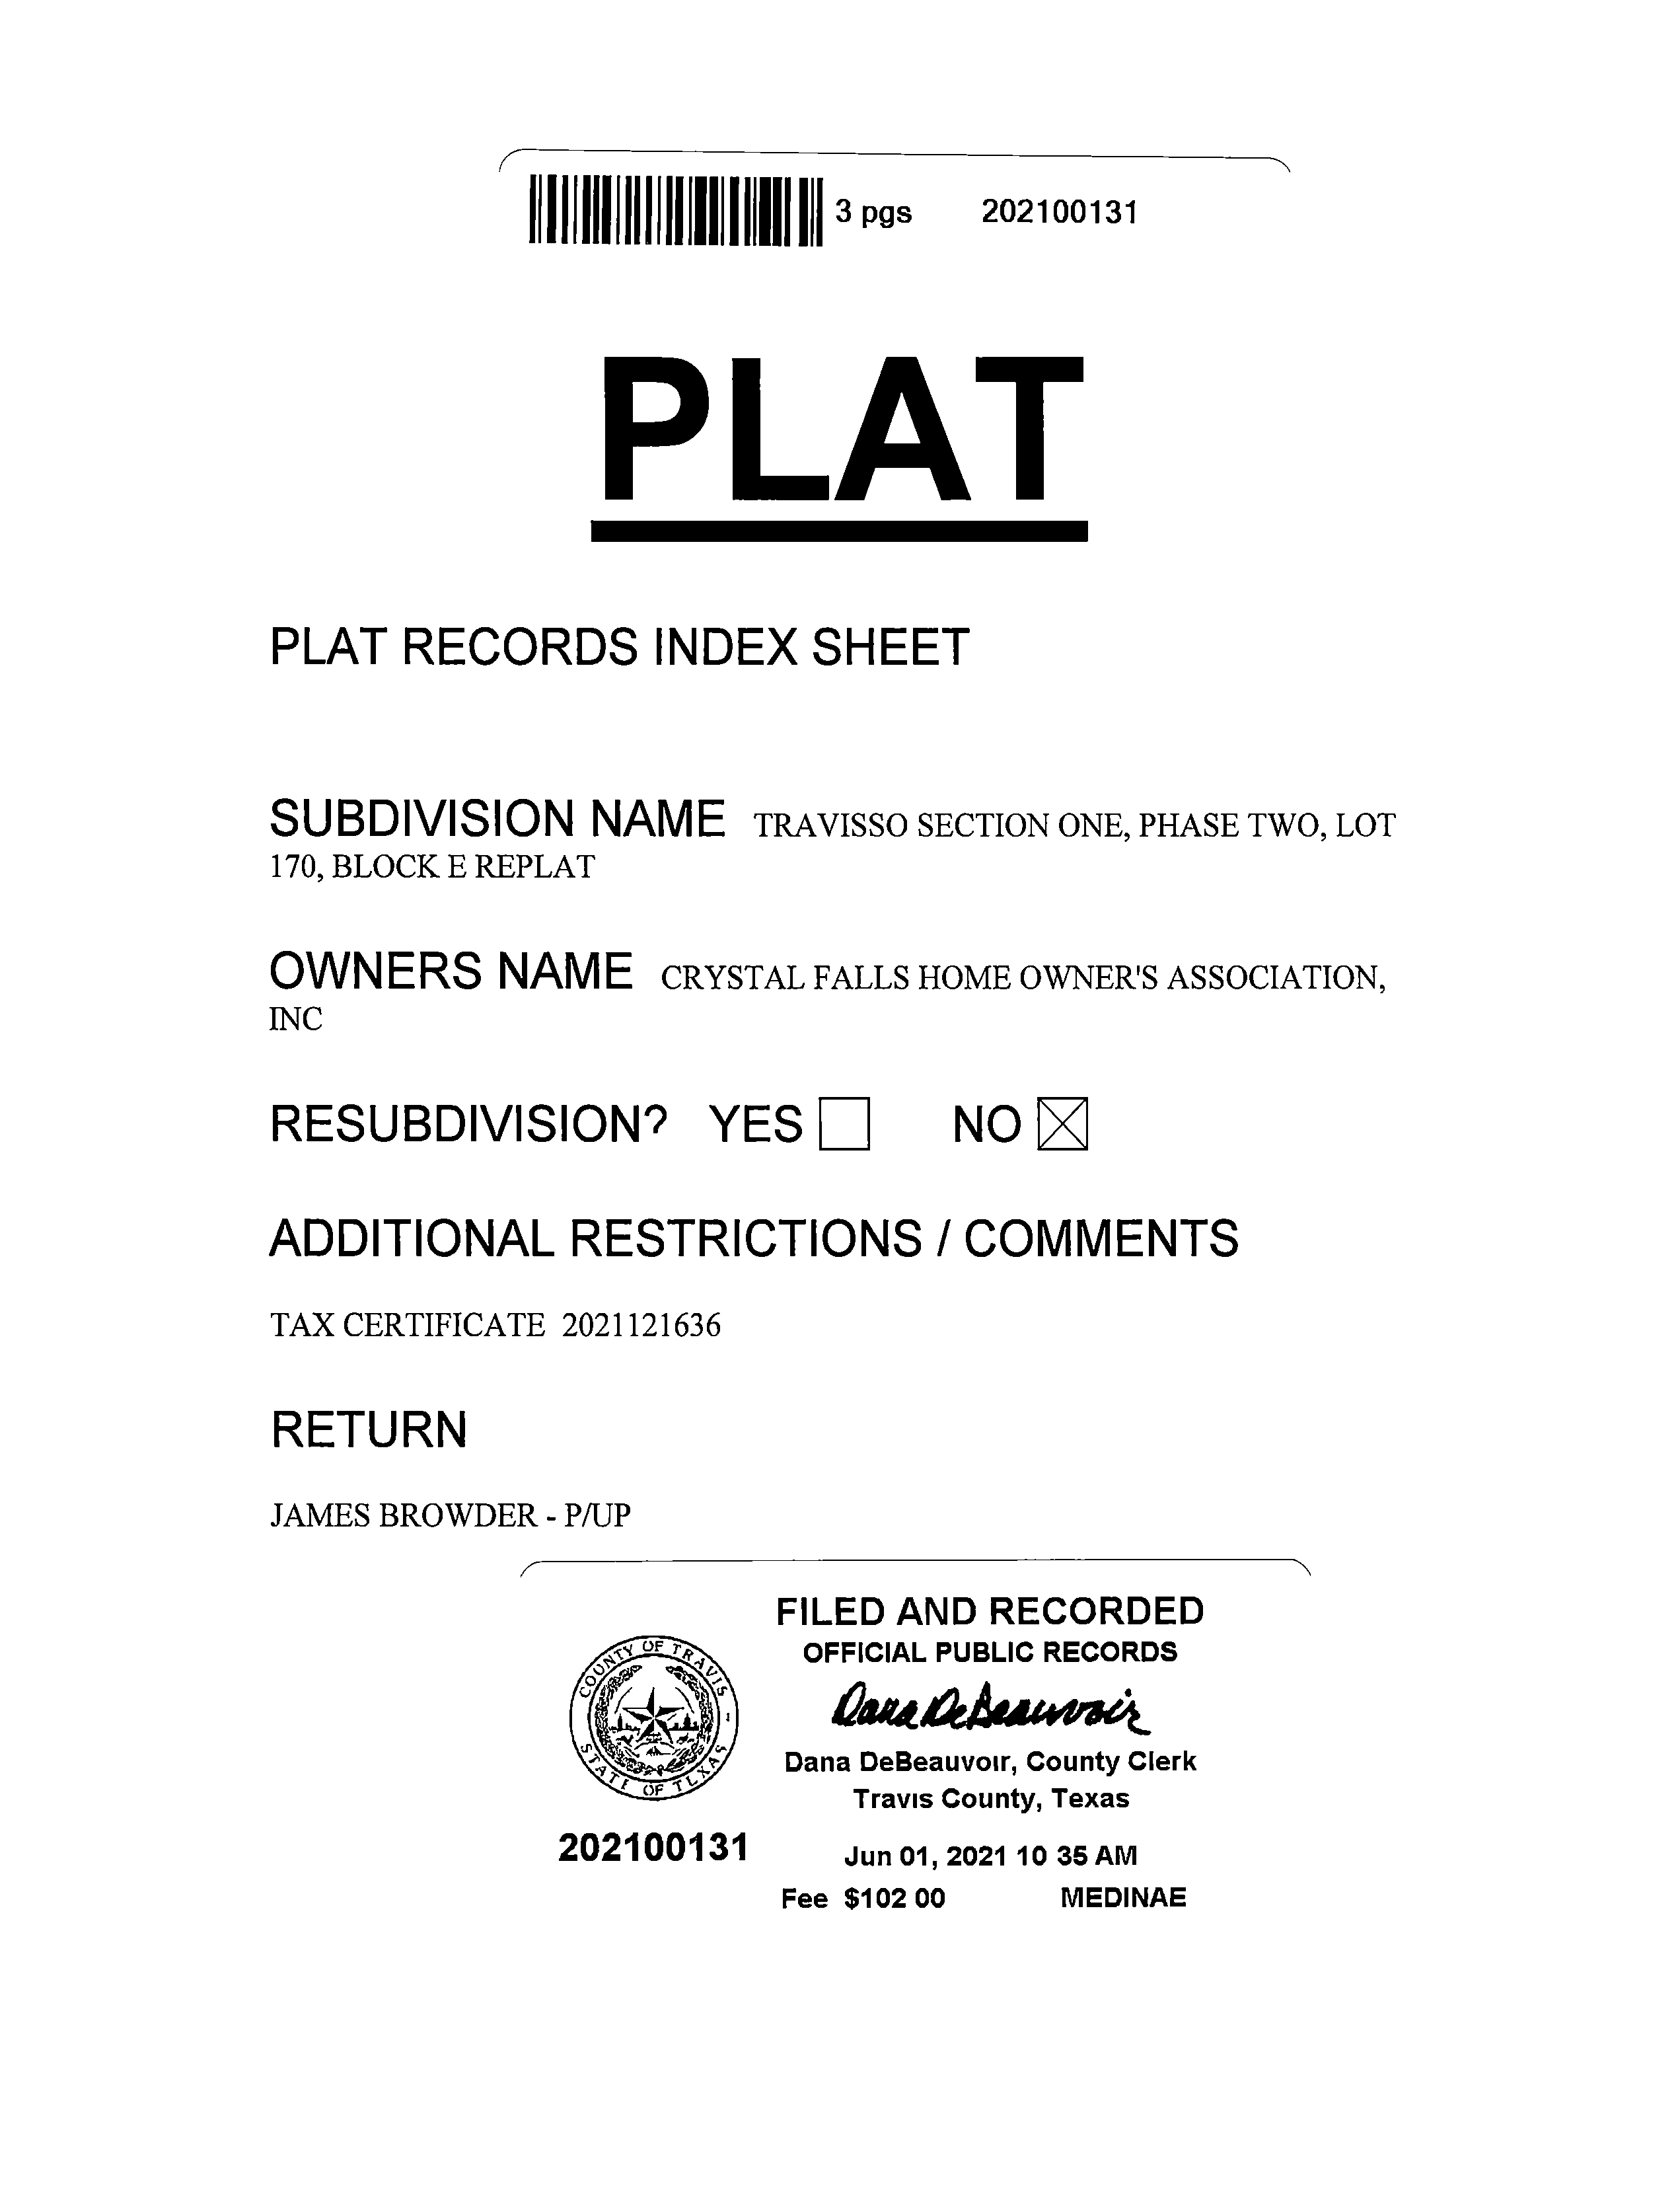 3 pgs 202100131
PLAT
PLAT RECORDS INDEX SHEET
SUBDIVISION NAME TRAVISSO SECTION ONE, PHASE TWO, LOT
170, BLOCK E REPLAT
OWNERS NAME CRYSTAL FALLS HOME OWNER'S ASSOCIATION,
INC
RESUBDIVISION? YES NO
ADDITIONAL RESTRICTIONS / COMMENTS
TAX CERTIFICATE 2021121636
RETURN
JAMES BROWDER - P/UP
FILED AND RECORDED
OFFICIAL PUBLIC RECORDS
Dana DeBeauvoir
Dana DeBeauvoir, County Clerk
Travis County, Texas
COUNTY OF TRAVIS
STATE OF TEXAS
202100131
Jun 01, 2021 10 35 AM
Fee $102 00 MEDINAE